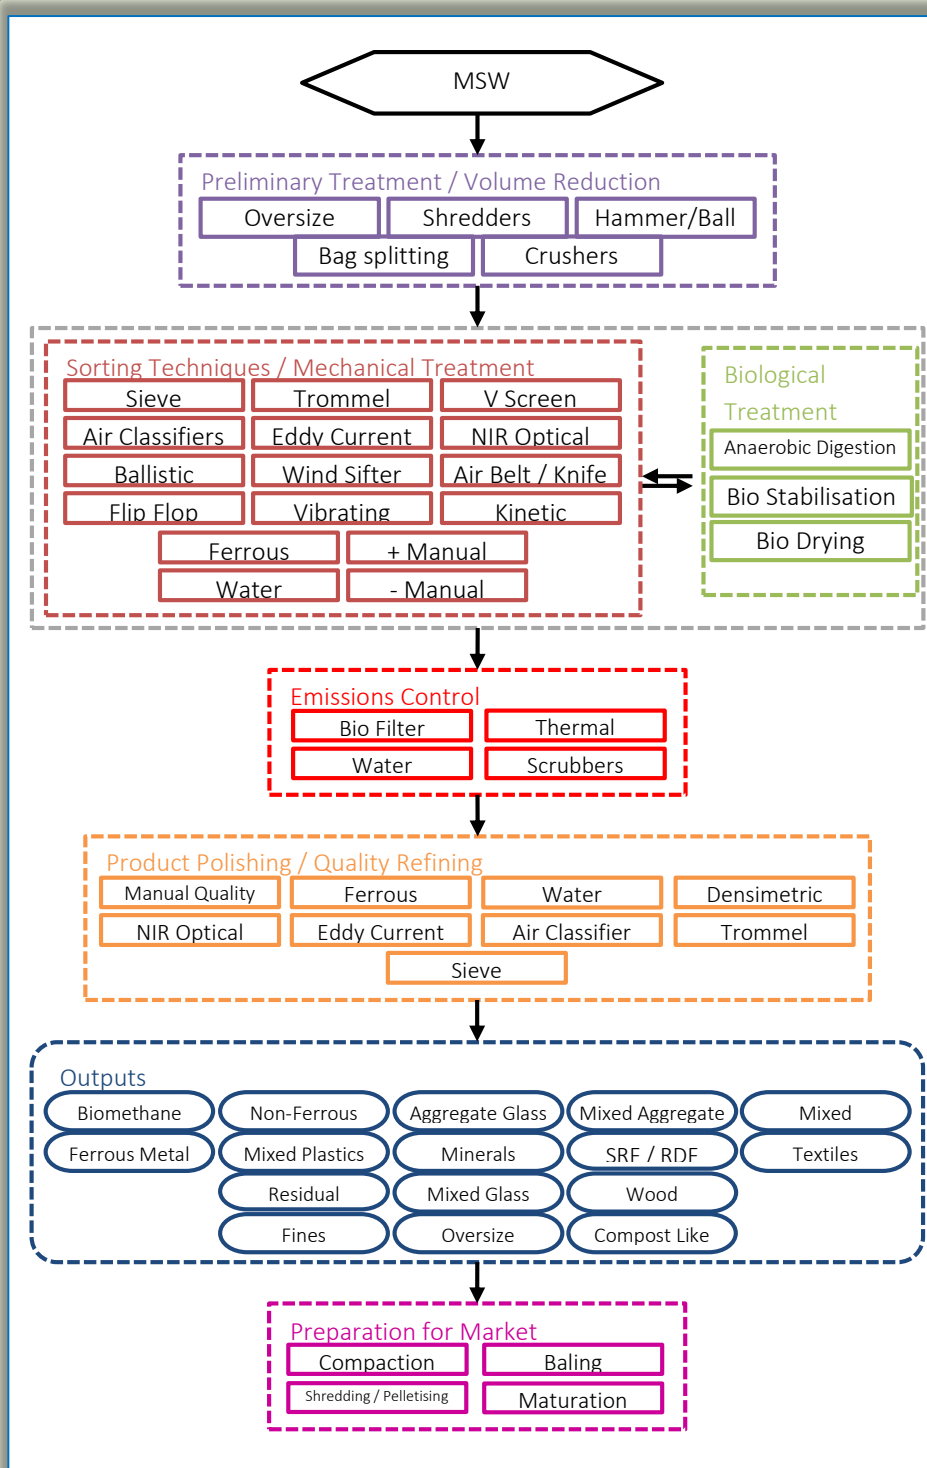 MSW
Preliminary Treatment / Volume Reduction
Oversize Shredders Hammer/Ball
Bag splitting Crushers
Sorting Techniques / Mechanical Treatment
Sieve Trommel V Screen
Air Classifiers Eddy Current NIR Optical
Ballistic Wind Sifter Air Belt / Knife
Flip Flop Vibrating Kinetic
Ferrous + Manual
Water - Manual
Biological
Treatment
Anaerobic Digestion
Bio Stabilisation
Bio Drying
Emissions Control
Bio Filter Thermal
Water Scrubbers
Product Polishing / Quality Refining
Manual Quality Ferrous Water Densimetric
NIR Optical Eddy Current Air Classifier Trommel
Sieve
Outputs
Biomethane Non-Ferrous Aggregate Glass Mixed Aggregate Mixed
Ferrous Metal Mixed Plastics Minerals SRF / RDF Textiles
Residual Mixed Glass Wood
Fines Oversize Compost Like
Preparation for Market
Compaction Baling
Shredding / Pelletising Maturation